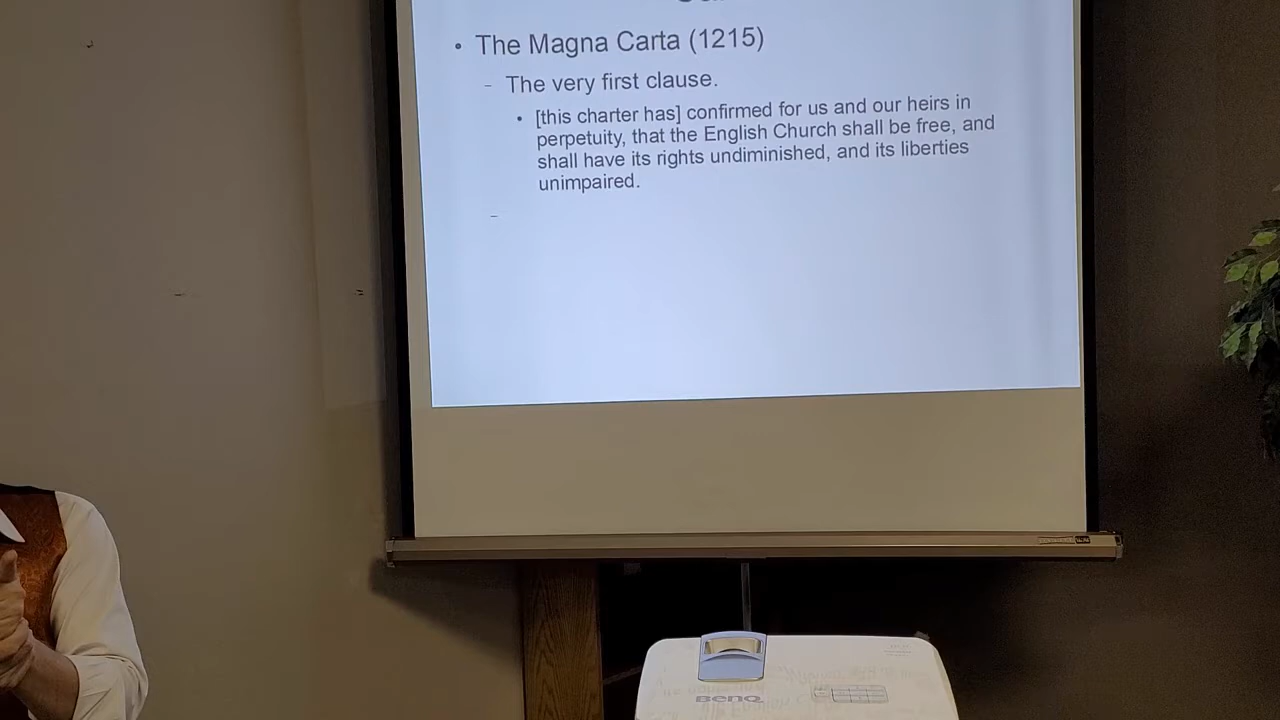 • The Magna Carta (1215)
– The very first clause.
• [this charter has] confirmed for us and our heirs in
perpetuity, that the English Church shall be free, and
shall have its rights undiminished, and its liberties
unimpaired.
–
BenQ